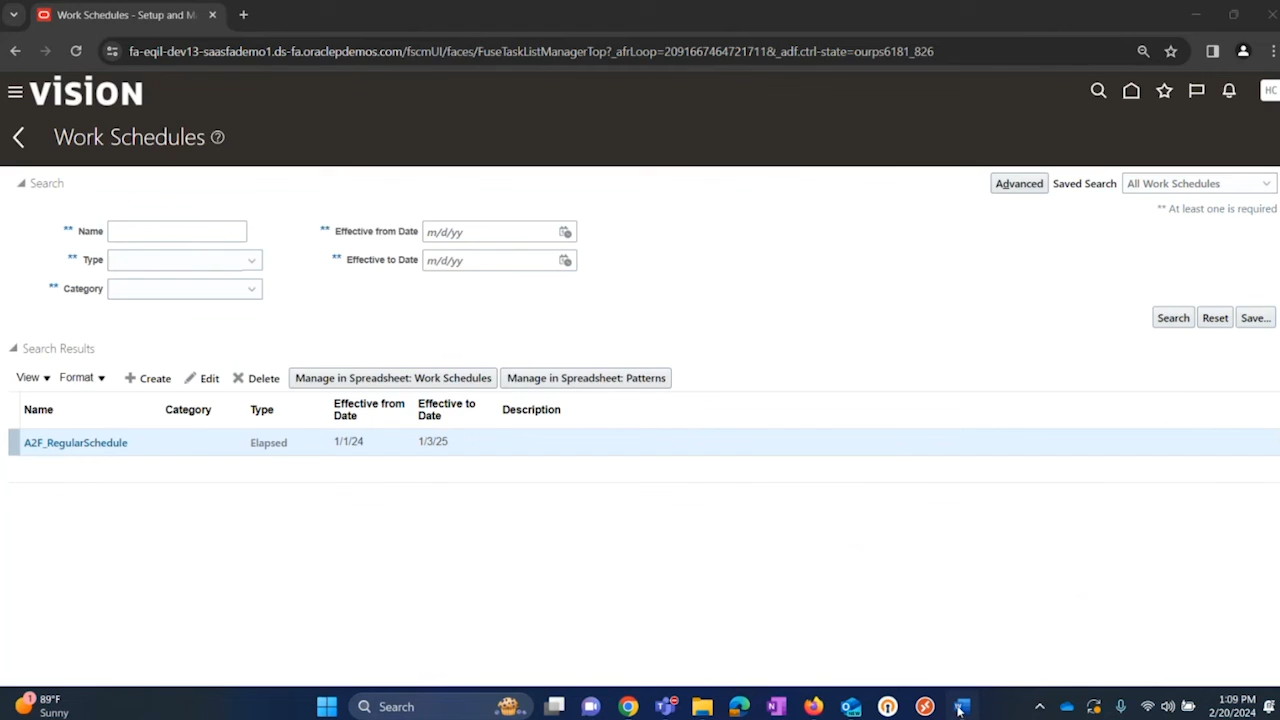 Work Schedules - Setup and M
fa-eqil-dev13-saasfademo1.ds-fa.oraclepdemos.com/fscmUI/faces/FuseTaskListManagerTop?_afrLoop=20916674647217​11&_adf.ctrl-state=ourps6181_826
VISION
HC
Work Schedules
Search
Advanced Saved Search All Work Schedules
** At least one is required
** Name ** Effective from Date m/d/yy
** Type ** Effective to Date m/d/yy
** Category
Search Reset Save...
Search Results
View Format Create Edit Delete Manage in Spreadsheet: Work Schedules Manage in Spreadsheet: Patterns
Name Category Type Effective from Date Effective to Date Description
A2F_RegularSchedule Elapsed 1/1/24 1/3/25
1 89°F
Sunny
Search
1:09 PM
2/20/2024